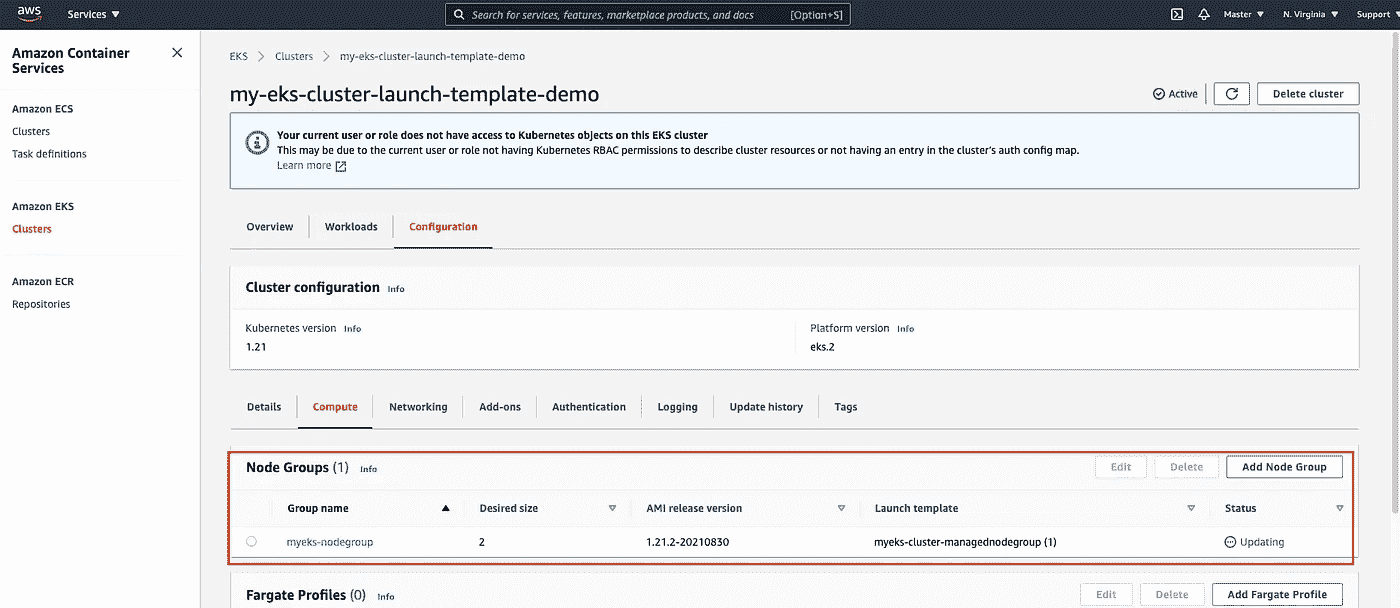 aws Services Search for services, features, marketplace products, and docs [Option+S] Master N. Virginia Support
Amazon Container
Services
Amazon ECS
Clusters
Task definitions
Amazon EKS
Clusters
Amazon ECR
Repositories
EKS Clusters my-eks-cluster-launch-template-demo
my-eks-cluster-launch-template-demo Active Delete cluster
Your current user or role does not have access to Kubernetes objects on this EKS cluster
This may be due to the current user or role not having Kubernetes RBAC permissions to describe cluster resources or not having an entry in the cluster's auth config map.
Learn more
Overview Workloads Configuration
Cluster configuration Info
Kubernetes version Info Platform version Info
1.21 eks.2
Details Compute Networking Add-ons Authentication Logging Update history Tags
Node Groups (1) Info Edit Delete Add Node Group
Group name Desired size AMI release version Launch template Status
myeks-nodegroup 2 1.21.2-20210830 myeks-cluster-managednodegroup (1) Updating
Fargate Profiles (0) Info Edit Delete Add Fargate Profile